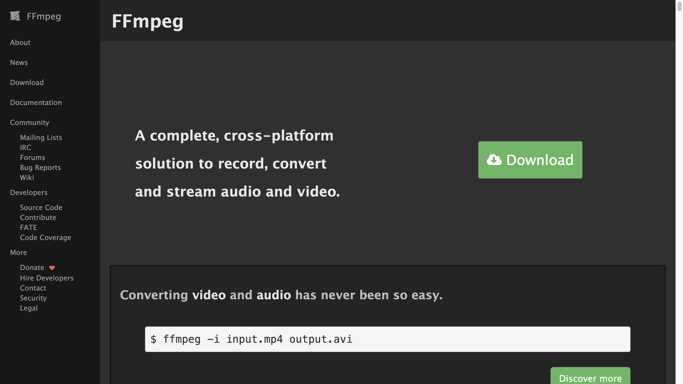 FFmpeg
About
News
Download
Documentation
Community
Mailing Lists
IRC
Forums
Bug Reports
Wiki
Developers
Source Code
Contribute
FATE
Code Coverage
More
Donate
Hire Developers
Contact
Security
Legal
FFmpeg
A complete, cross-platform
solution to record, convert
and stream audio and video.
Download
Converting video and audio has never been so easy.
$ ffmpeg -i input.mp4 output.avi
Discover more